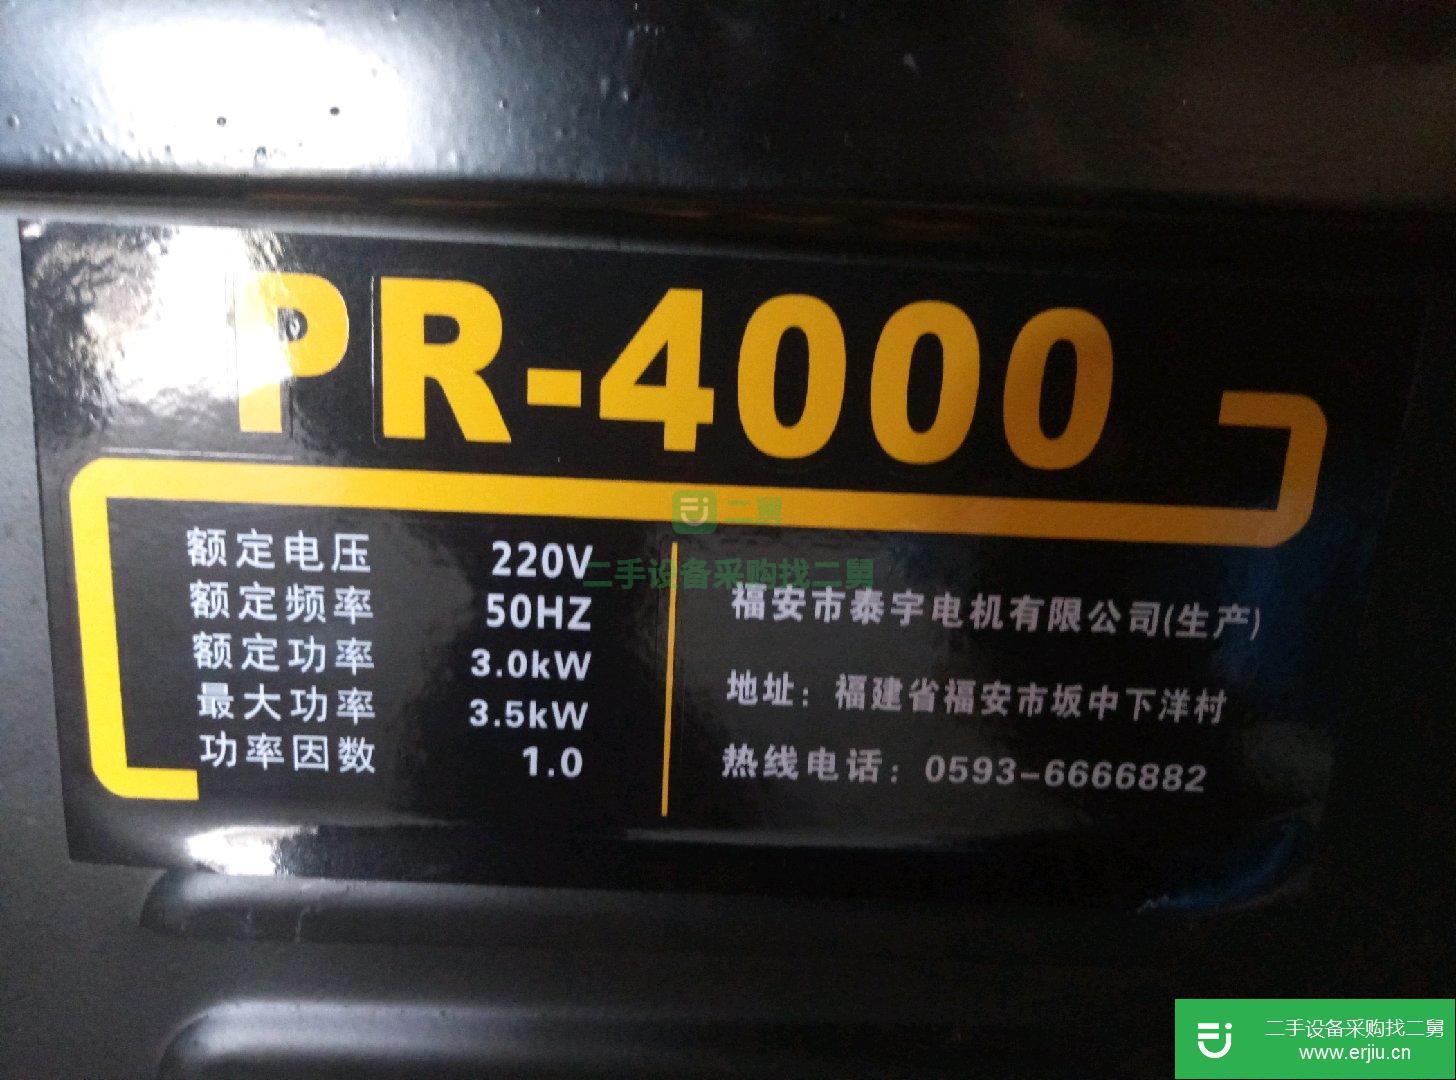 PR-4000
额定电压 220V
额定频率 50HZ
额定功率 3.0kW
最大功率 3.5kW
功率因数 1.0
福安市泰宇电机有限公司(生产)
地址：福建省福安市坂中下洋村
热线电话：0593-6666882
二舅
二手设备采购找二舅
二手设备采购找二舅
www.erjiu.cn